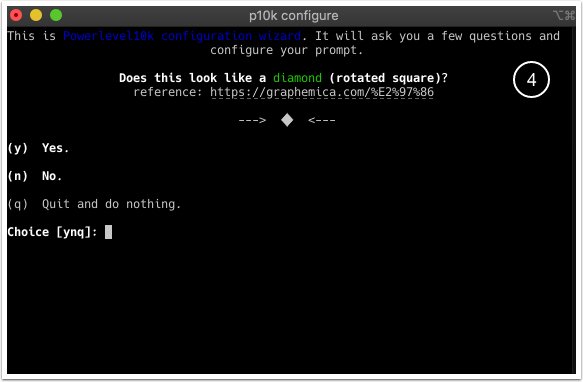 p10k configure
⌥⌘
This is Powerlevel10k configuration wizard. It will ask you a few questions and
configure your prompt.
Does this look like a diamond (rotated square)?
4
reference: https://graphemica.com/%E2%97%86
---> ◆ <---
(y) Yes.
(n) No.
(q) Quit and do nothing.
Choice [ynq]: